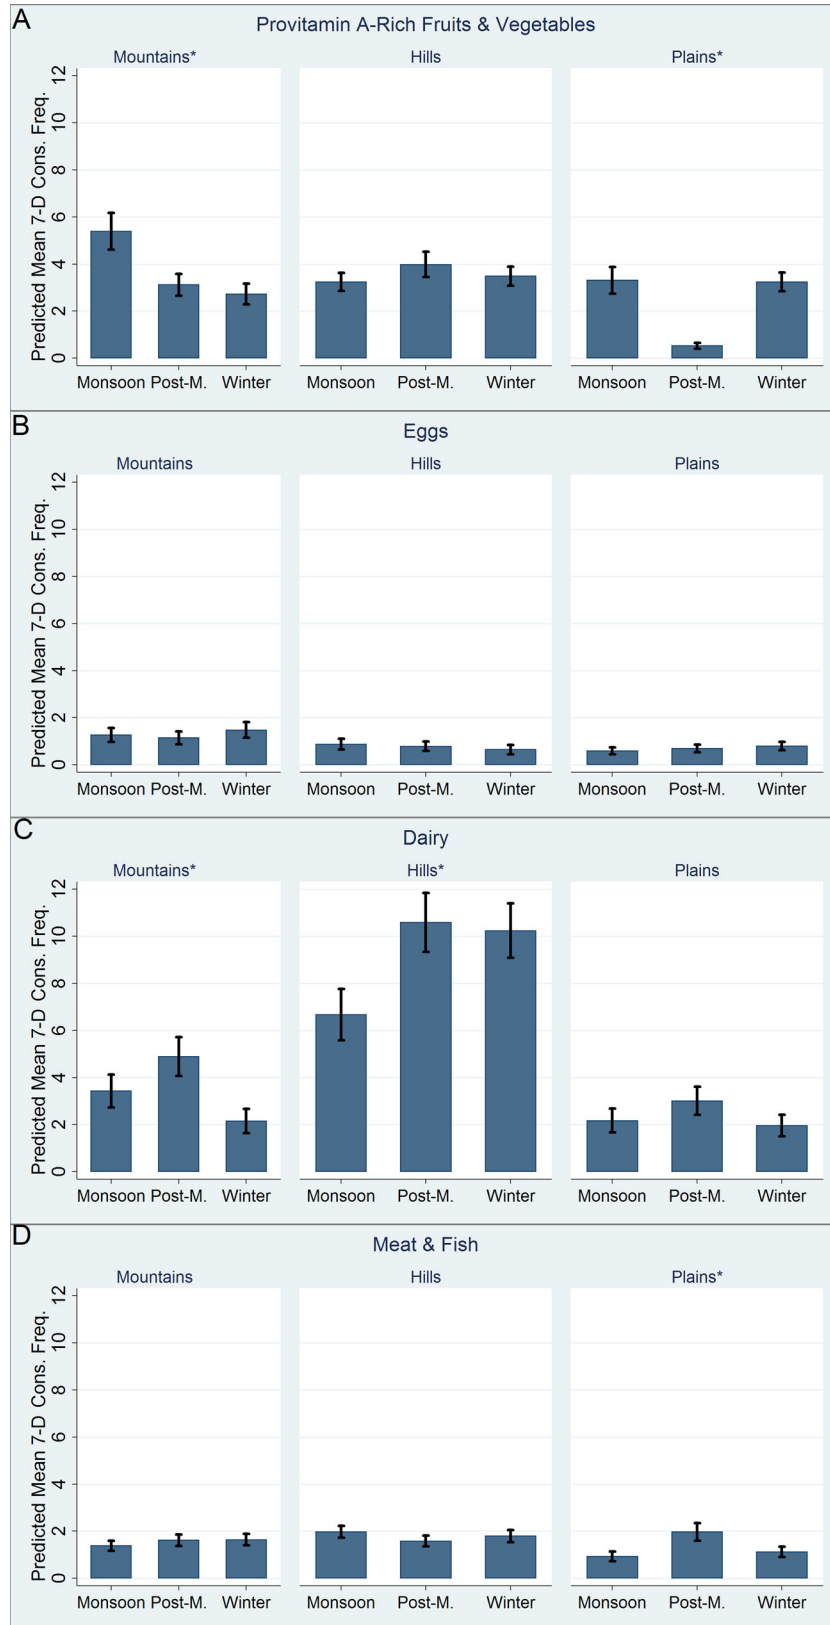 A
Provitamin A-Rich Fruits & Vegetables
Mountains* Hills Plains*
Predicted Mean 7-D Cons. Freq.
12
10
8
6
4
2
0
Monsoon Post-M. Winter Monsoon Post-M. Winter Monsoon Post-M. Winter
B
Eggs
Mountains Hills Plains
Predicted Mean 7-D Cons. Freq.
12
10
8
6
4
2
0
Monsoon Post-M. Winter Monsoon Post-M. Winter Monsoon Post-M. Winter
C
Dairy
Mountains* Hills* Plains
Predicted Mean 7-D Cons. Freq.
12
10
8
6
4
2
0
Monsoon Post-M. Winter Monsoon Post-M. Winter Monsoon Post-M. Winter
D
Meat & Fish
Mountains Hills Plains*
Predicted Mean 7-D Cons. Freq.
12
10
8
6
4
2
0
Monsoon Post-M. Winter Monsoon Post-M. Winter Monsoon Post-M. Winter